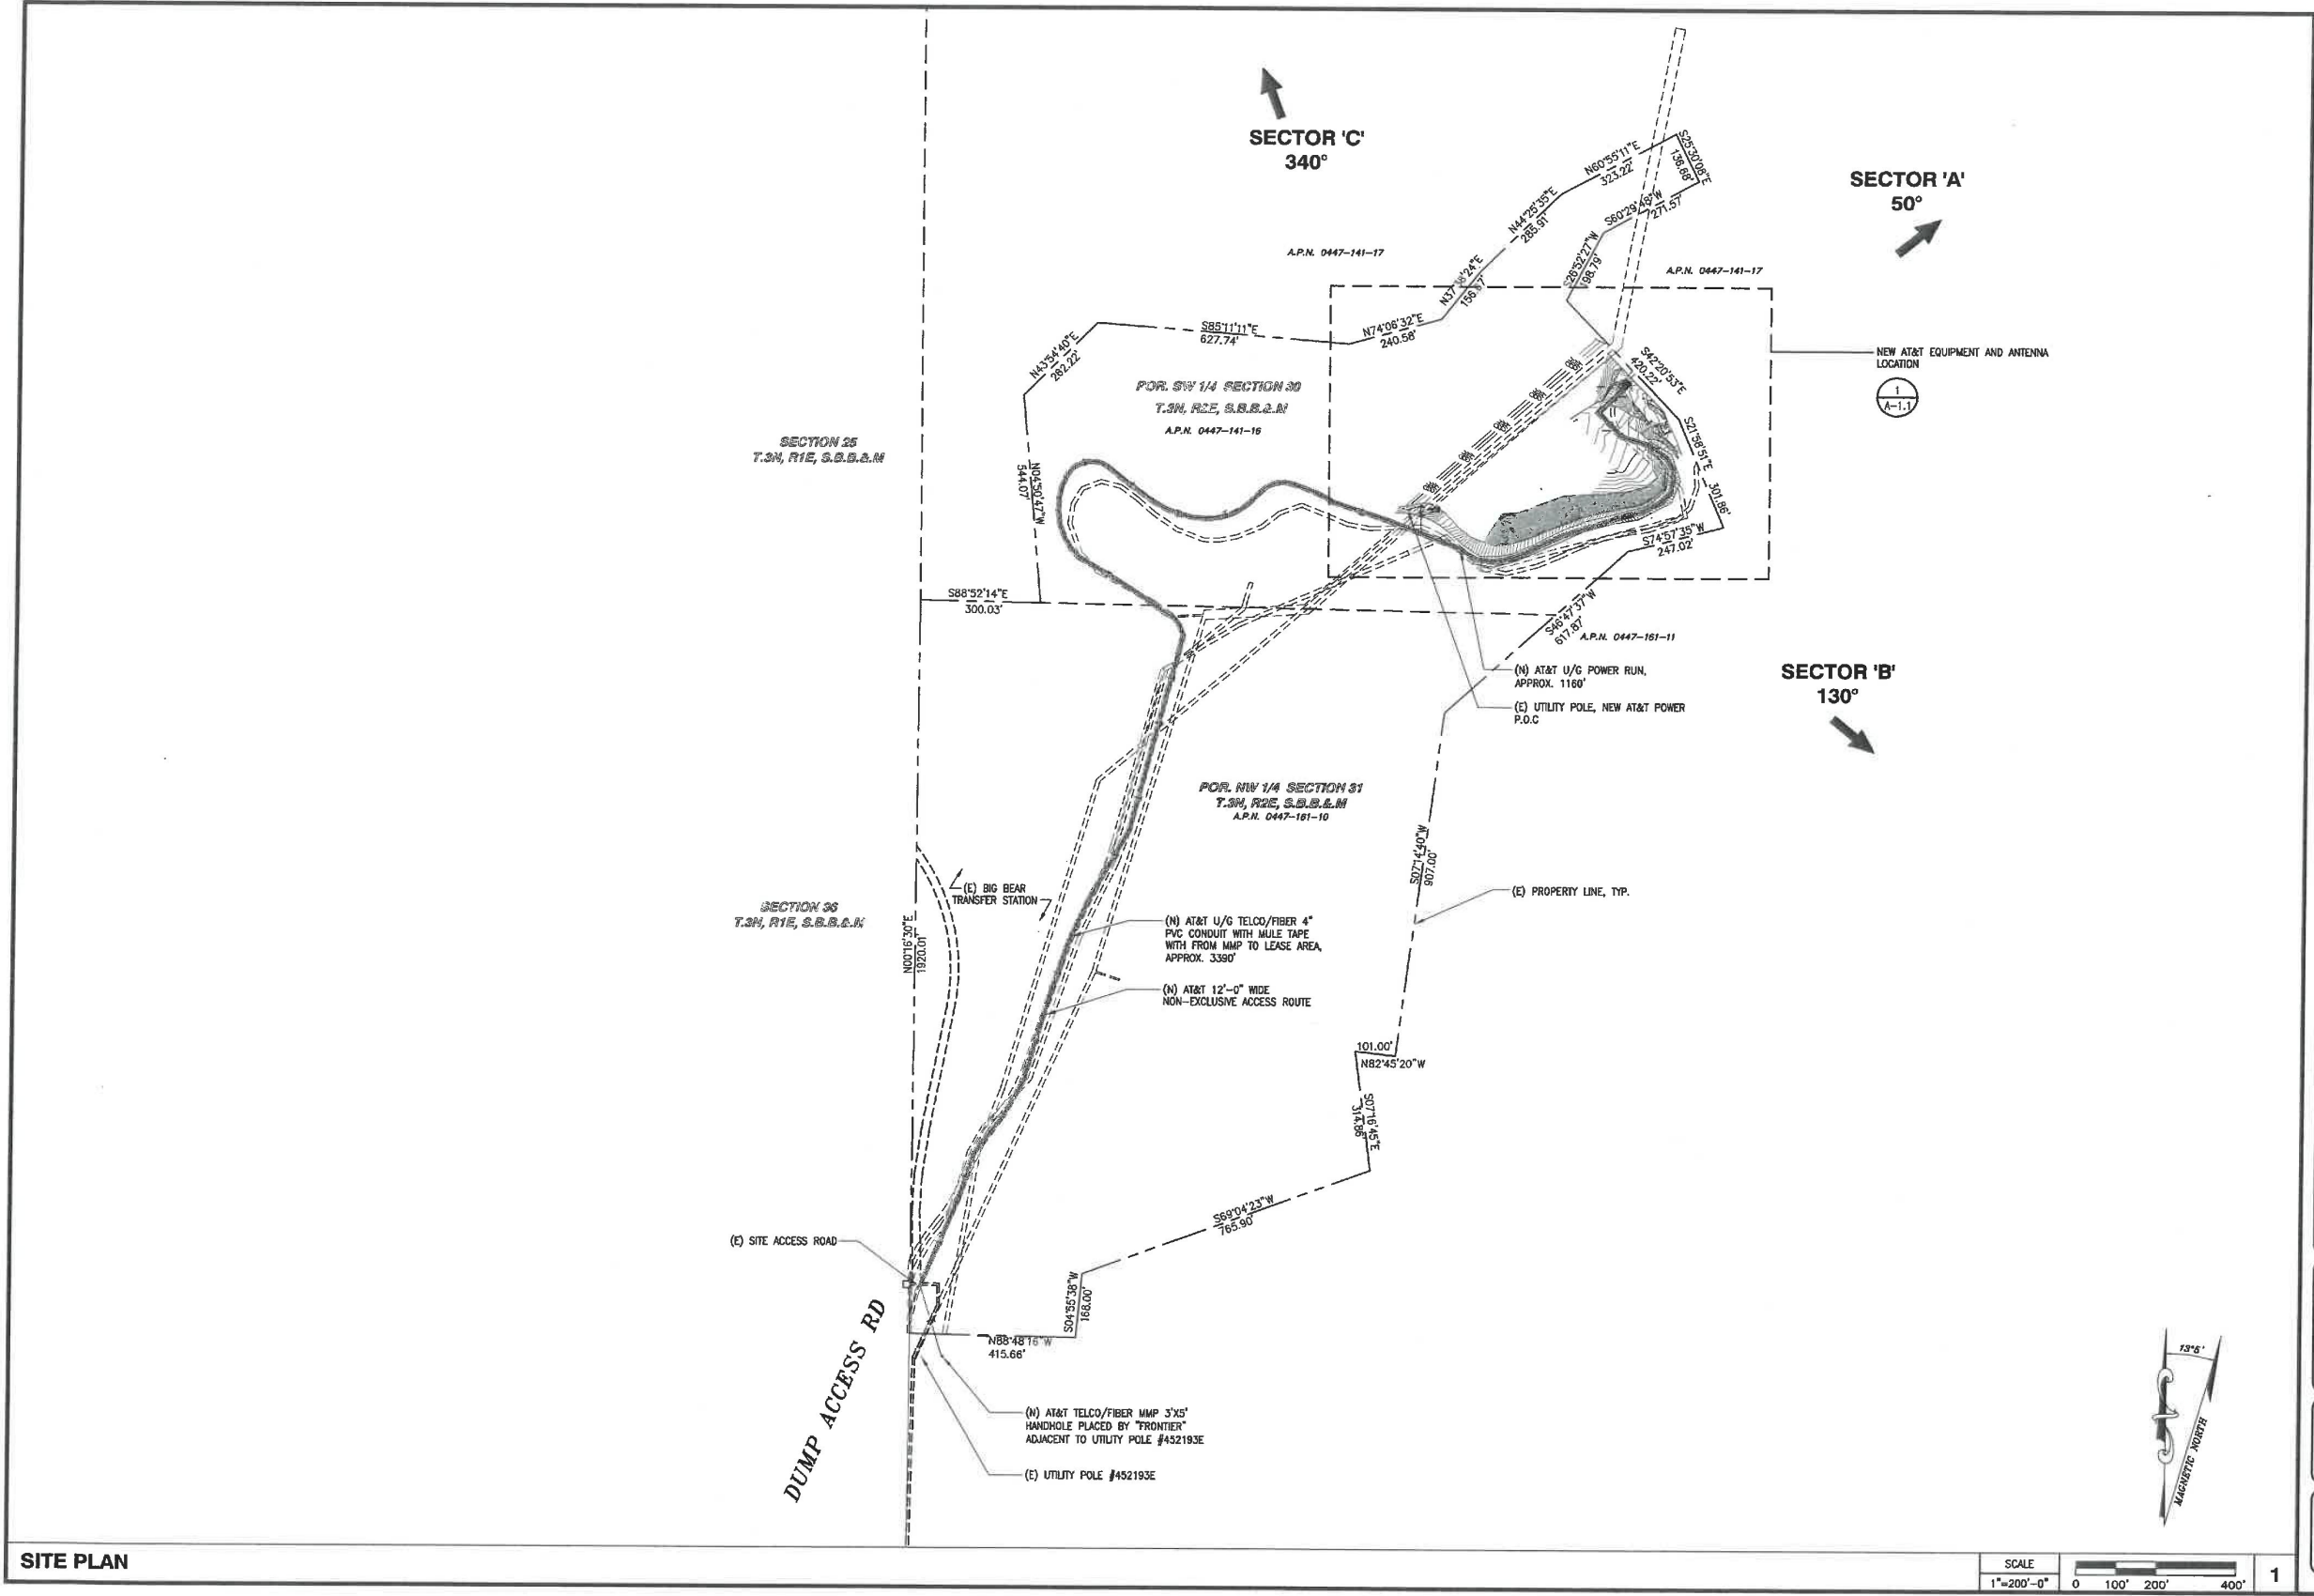 SECTOR 'C'
340°
SECTOR 'A'
50°
N60°55'11"E
323.22'
S25°30'08"E
136.68'
S60°29'48"W
271.57'
N44°25'35"E
285.91'
S26°52'27"W
198.79'
A.P.N. 0447-141-17
A.P.N. 0447-141-17
N37°38'24"E
156.67'
S85°11'11"E
627.74'
N74°06'32"E
240.58'
N43°54'40"E
282.22'
S42°20'53"E
420.22'
NEW AT&T EQUIPMENT AND ANTENNA
LOCATION
1
A-1.1
POR. SW 1/4 SECTION 30
T.3N, R2E, S.B.B.&M
A.P.N. 0447-141-16
SECTION 25
T.3N, R1E, S.B.B.&M
N04°50'47"W
544.07'
S21°58'51"E
301.86'
S74°57'35"W
247.02'
S88°52'14"E
300.03'
S46°47'37"W
617.87'
A.P.N. 0447-161-11
(N) AT&T U/G POWER RUN,
APPROX. 1160'
(E) UTILITY POLE, NEW AT&T POWER
P.O.C
SECTOR 'B'
130°
POR. NW 1/4 SECTION 31
T.3N, R2E, S.B.B.&M
A.P.N. 0447-161-10
S07°14'40"W
907.00'
(E) BIG BEAR
TRANSFER STATION
(E) PROPERTY LINE, TYP.
SECTION 36
T.3N, R1E, S.B.B.&M
N00°16'30"E
1920.01'
(N) AT&T U/G TELCO/FIBER 4"
PVC CONDUIT WITH MULE TAPE
WITH FROM MMP TO LEASE AREA,
APPROX. 3390'
(N) AT&T 12'-0" WIDE
NON-EXCLUSIVE ACCESS ROUTE
101.00'
N82°45'20"W
S07°16'45"E
314.86'
S69°04'23"W
765.90'
(E) SITE ACCESS ROAD
S04°55'38"W
168.00'
DUMP ACCESS RD
N88°48'16"W
415.66'
(N) AT&T TELCO/FIBER MMP 3'X5'
HANDHOLE PLACED BY "FRONTIER"
ADJACENT TO UTILITY POLE #452193E
(E) UTILITY POLE #452193E
13°6'
MAGNETIC NORTH
SITE PLAN
SCALE
1"=200'-0"
0 100' 200' 400'
1